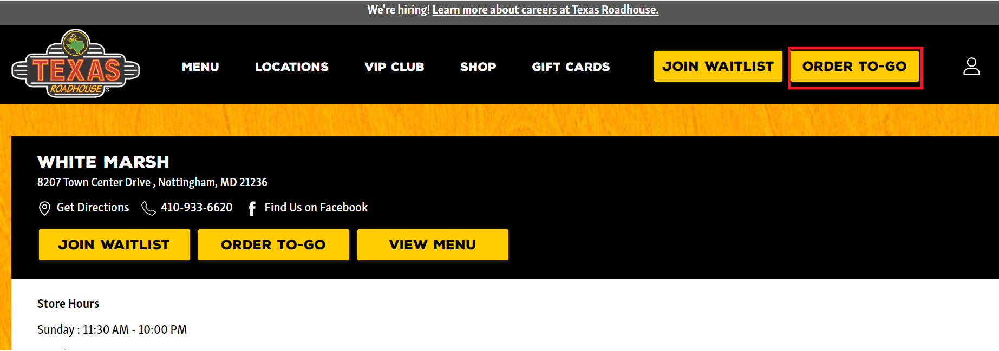 We're hiring! Learn more about careers at Texas Roadhouse.
TEXAS
ROADHOUSE
MENU
LOCATIONS
VIP CLUB
SHOP
GIFT CARDS
JOIN WAITLIST
ORDER TO-GO
WHITE MARSH
8207 Town Center Drive , Nottingham, MD 21236
Get Directions
410-933-6620
f Find Us on Facebook
JOIN WAITLIST
ORDER TO-GO
VIEW MENU
Store Hours
Sunday : 11:30 AM - 10:00 PM